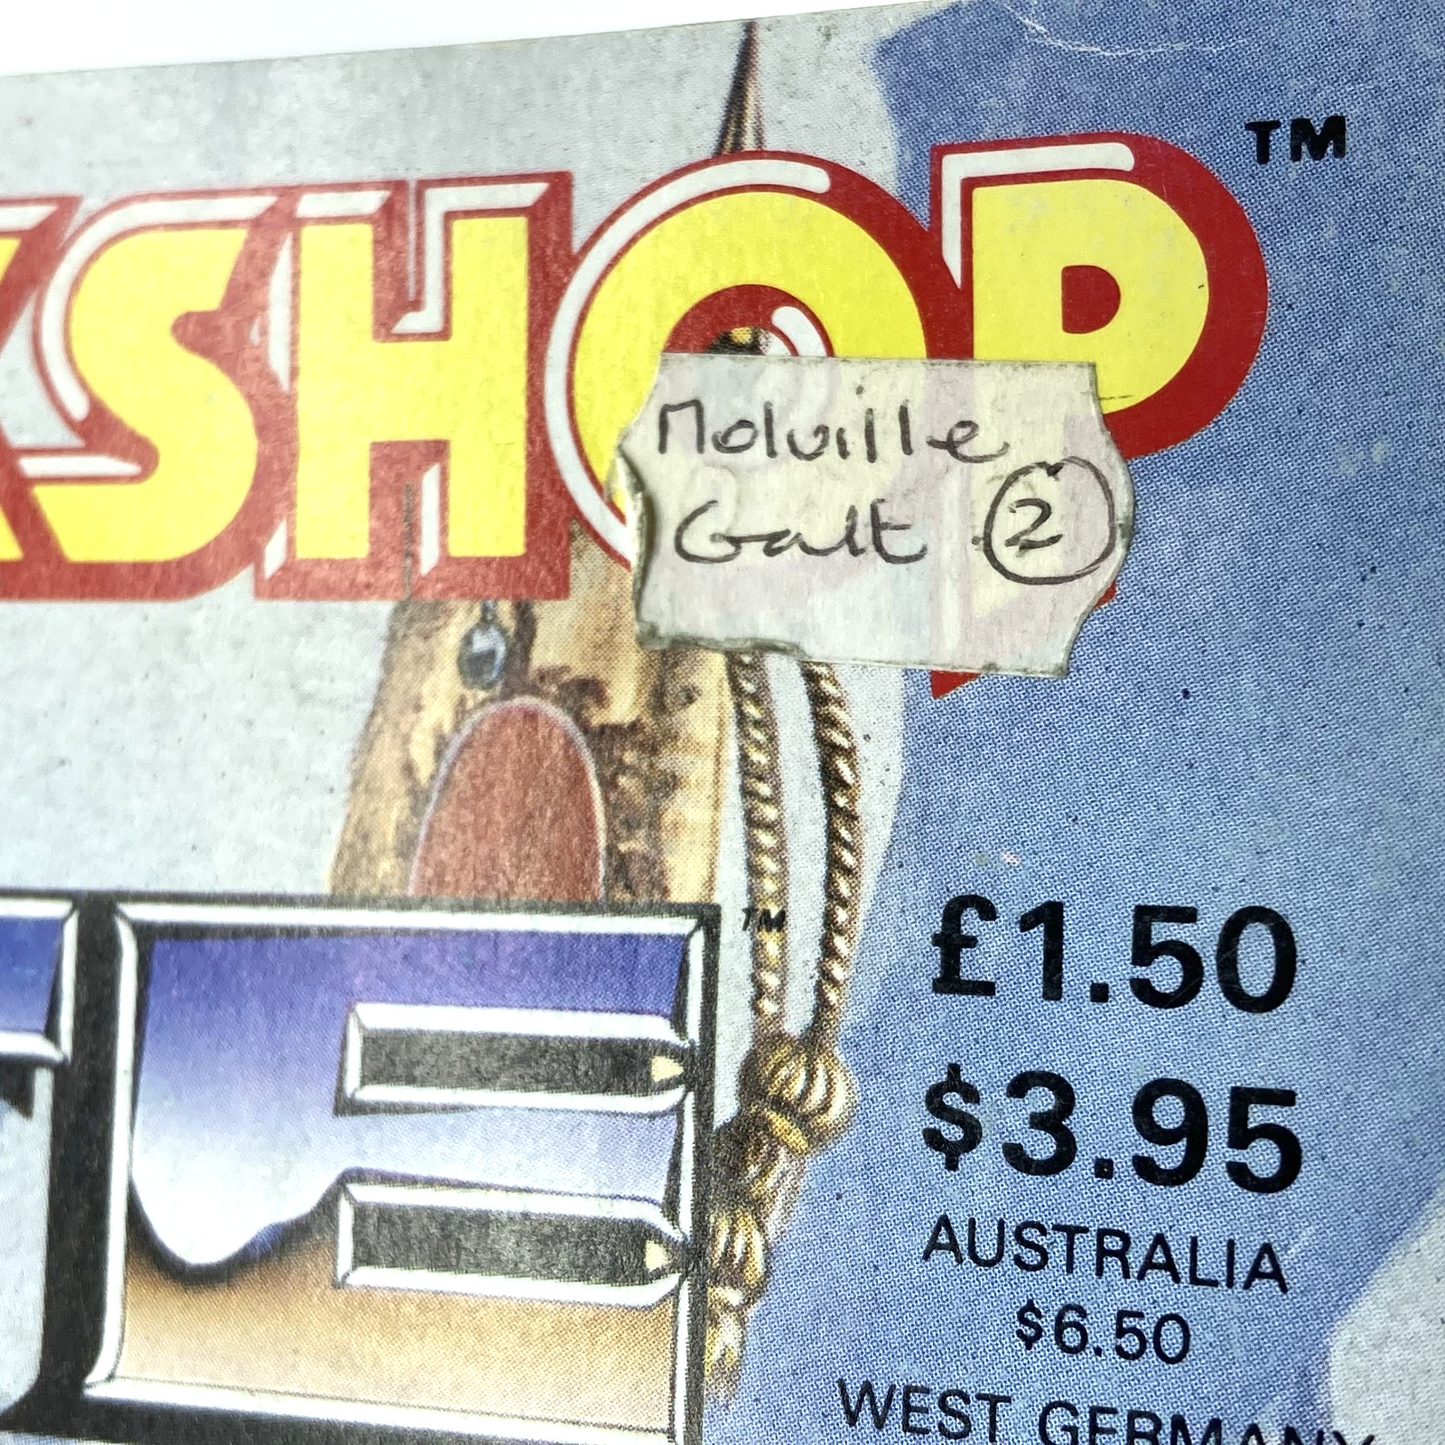 KSHOP TM
Molville
Galt 2
TM
E
£1.50
$3.95
AUSTRALIA
$6.50
WEST GERMANY